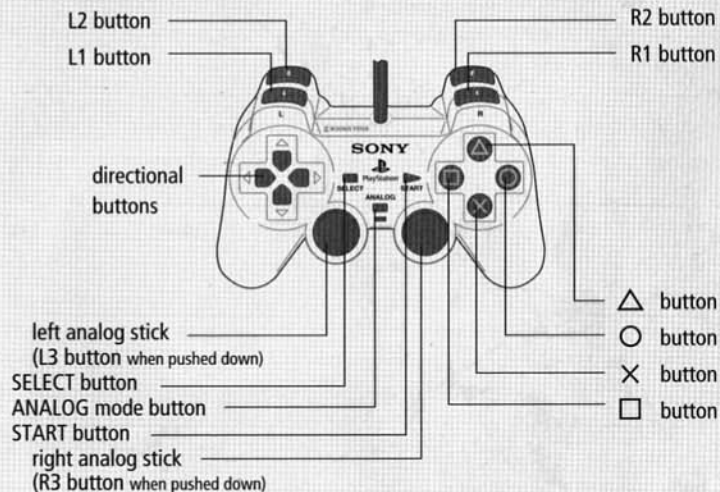 L2 button
L1 button
R2 button
R1 button
L
R
SONY
PlayStation
SELECT
START
ANALOG
directional
buttons
△ button
○ button
✕ button
□ button
left analog stick
(L3 button when pushed down)
SELECT button
ANALOG mode button
START button
right analog stick
(R3 button when pushed down)